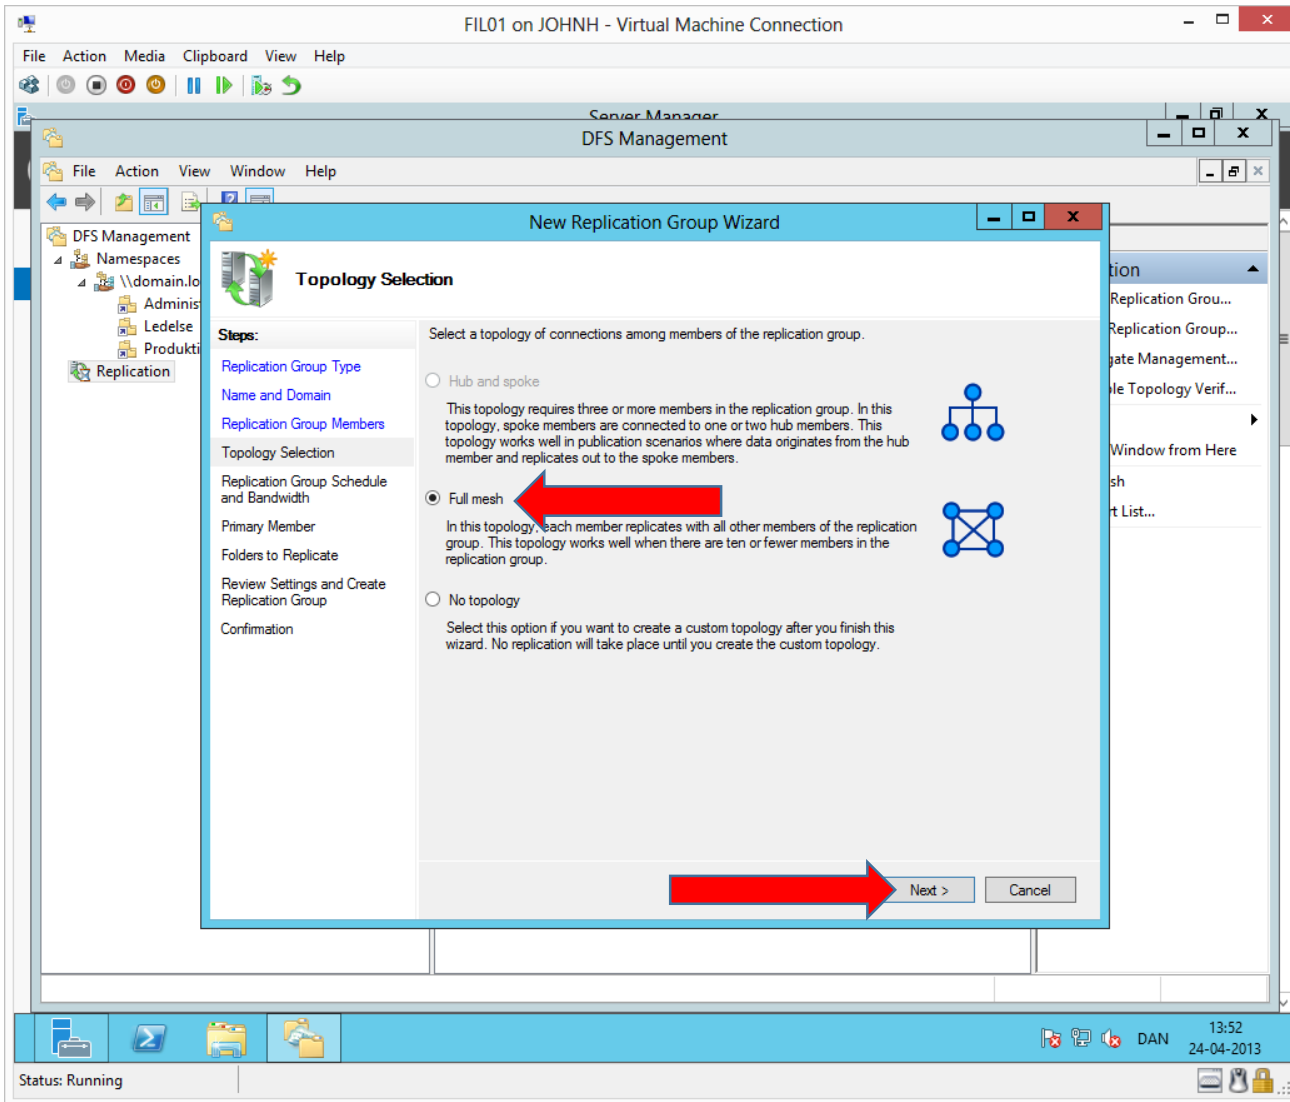 FIL01 on JOHNH - Virtual Machine Connection
File Action Media Clipboard View Help
Server Manager
DFS Management
File Action View Window Help
New Replication Group Wizard
DFS Management
Namespaces
\\domain.lo
Adminis
Ledelse
Produkti
Replication
Topology Selection
Steps:
Replication Group Type
Name and Domain
Replication Group Members
Topology Selection
Replication Group Schedule
and Bandwidth
Primary Member
Folders to Replicate
Review Settings and Create
Replication Group
Confirmation
Select a topology of connections among members of the replication group.
Hub and spoke
This topology requires three or more members in the replication group. In this
topology, spoke members are connected to one or two hub members. This
topology works well in publication scenarios where data originates from the hub
member and replicates out to the spoke members.
Full mesh
In this topology, each member replicates with all other members of the replication
group. This topology works well when there are ten or fewer members in the
replication group.
No topology
Select this option if you want to create a custom topology after you finish this
wizard. No replication will take place until you create the custom topology.
Next >
Cancel
tion
Replication Grou...
Replication Group...
gate Management...
le Topology Verif...
Window from Here
sh
rt List...
DAN
13:52
24-04-2013
Status: Running